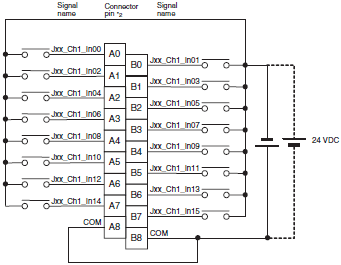 Signal name
Connector pin *2
Signal name
Jxx_Ch1_In00
A0
B0
Jxx_Ch1_In01
Jxx_Ch1_In02
A1
B1
Jxx_Ch1_In03
Jxx_Ch1_In04
A2
B2
Jxx_Ch1_In05
Jxx_Ch1_In06
A3
B3
Jxx_Ch1_In07
Jxx_Ch1_In08
A4
B4
Jxx_Ch1_In09
Jxx_Ch1_In10
A5
B5
Jxx_Ch1_In11
Jxx_Ch1_In12
A6
B6
Jxx_Ch1_In13
Jxx_Ch1_In14
A7
B7
Jxx_Ch1_In15
COM
A8
B8
COM
24 VDC